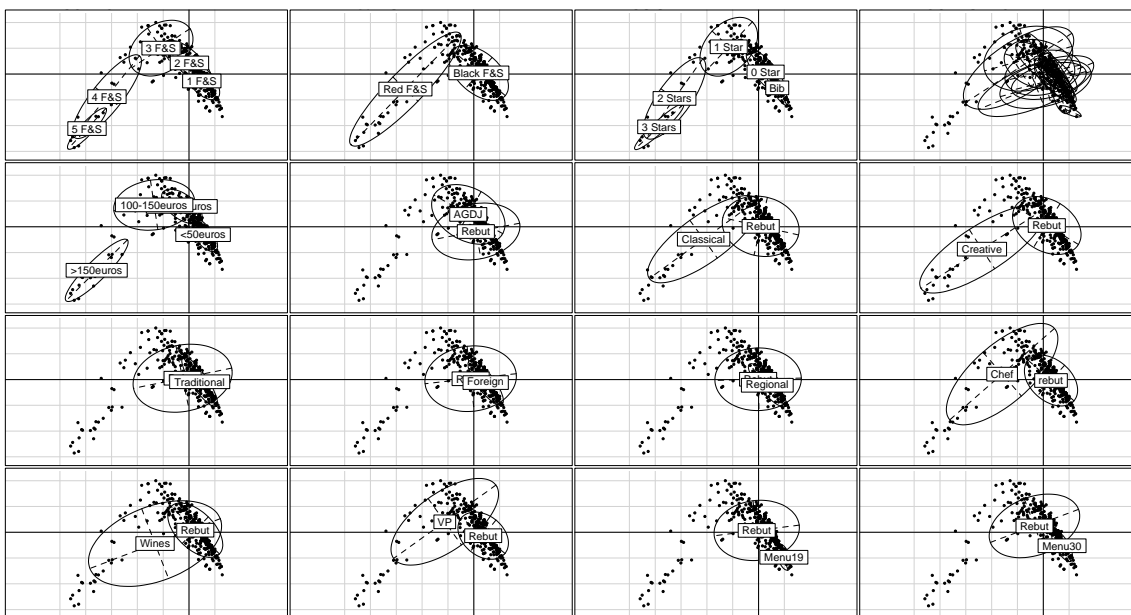 3 F&S
2 F&S
1 F&S
4 F&S
5 F&S
Black F&S
Red F&S
1 Star
0 Star
Bib
2 Stars
3 Stars
100-150euros
uros
<50euros
>150euros
AGDJ
Rebut
Classical
Rebut
Creative
Rebut
Traditional
Foreign
Regional
Chef
rebut
Rebut
Wines
VP
Rebut
Rebut
Menu19
Rebut
Menu30